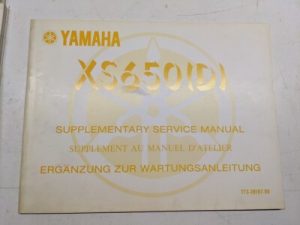 YAMAHA
XS650(D)
SUPPLEMENTARY SERVICE MANUAL
SUPPLEMENT AU MANUEL D'ATELIER
ERGÄNZUNG ZUR WARTUNGSANLEITUNG